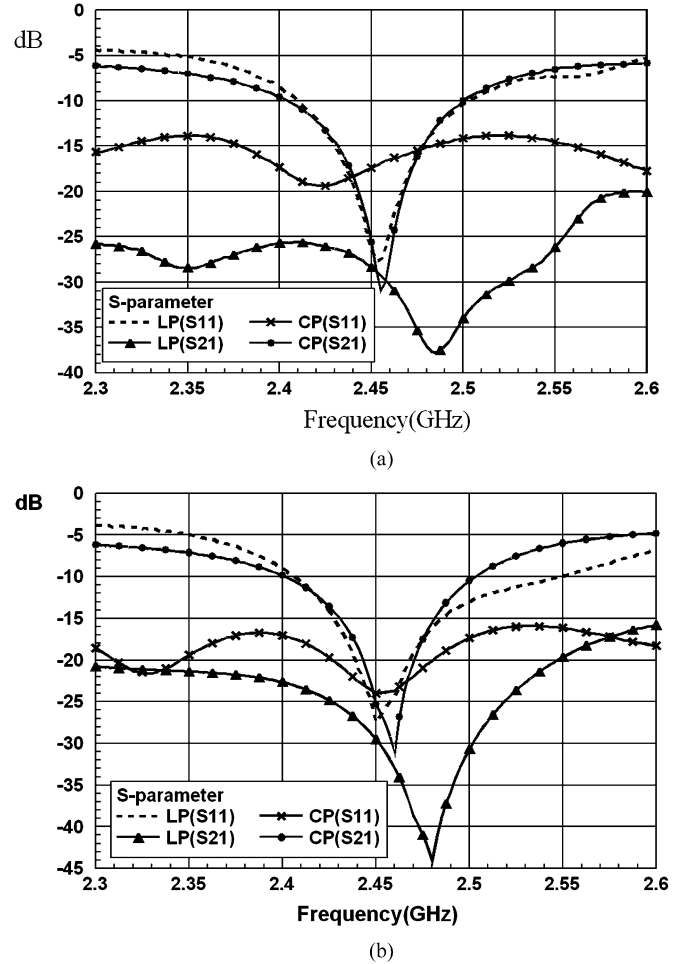 0
dB
-5
-10
-15
-20
-25
-30
-35
-40
S-parameter
LP(S11) CP(S11)
LP(S21) CP(S21)
2.3 2.35 2.4 2.45 2.5 2.55 2.6
Frequency(GHz)
(a)
0
dB
-5
-10
-15
-20
-25
-30
-35
-40
-45
S-parameter
LP(S11) CP(S11)
LP(S21) CP(S21)
2.3 2.35 2.4 2.45 2.5 2.55 2.6
Frequency(GHz)
(b)